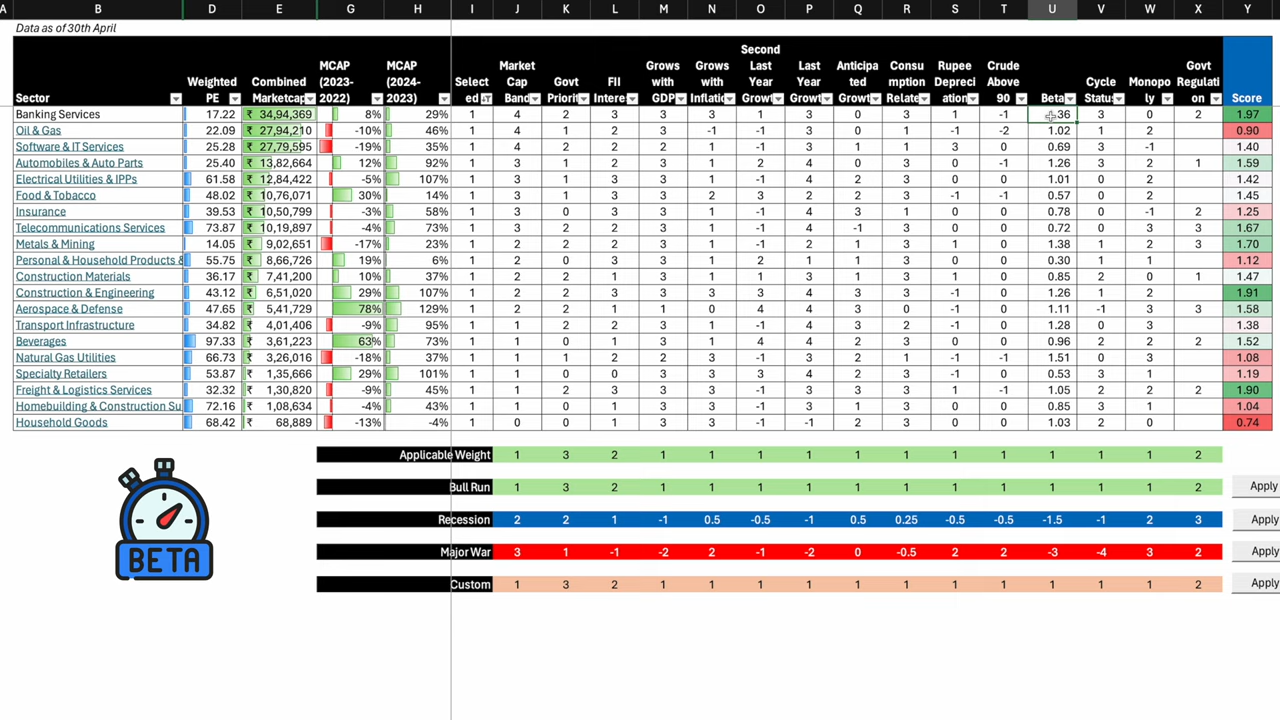 A B D E G H I J K L M N O P Q R S T U V W X Y
Data as of 30th April
Sector Weighted PE Combined Marketcap MCAP (2023-2022) MCAP (2024-2023) Select ed Market Cap Band Govt Priorit FII Interes Grows with GDP Grows with Inflatio Second Last Year Growt Last Year Growt Anticipa ted Growt Consu mption Relate Rupee Depreci ation Crude Above 90 Beta Cycle Statu Monopo ly Govt Regulati on Score
Banking Services 17.22 ₹ 34,94,369 8% 29% 1 4 2 3 3 3 1 3 0 3 1 -1 .36 3 0 2 1.97
Oil & Gas 22.09 ₹ 27,94,210 -10% 46% 1 4 2 3 -1 -1 3 3 0 1 -1 -2 1.02 1 2 0.90
Software & IT Services 25.28 ₹ 27,79,595 -19% 35% 1 4 2 2 2 1 -1 3 1 1 3 0 0.69 3 -1 1.40
Automobiles & Auto Parts 25.40 ₹ 13,82,664 12% 92% 1 3 1 2 3 1 2 4 0 3 0 -1 1.26 3 2 1 1.59
Electrical Utilities & IPPs 61.58 ₹ 12,84,422 -5% 107% 1 3 2 2 3 1 -1 4 2 3 -1 0 1.01 0 2 1.42
Food & Tobacco 48.02 ₹ 10,76,071 30% 14% 1 3 1 3 3 2 3 2 2 3 -1 -1 0.57 0 2 1.45
Insurance 39.53 ₹ 10,50,799 -3% 58% 1 3 0 3 3 1 -1 4 3 1 0 0 0.78 0 -1 2 1.25
Telecommunications Services 73.87 ₹ 10,19,897 -4% 73% 1 3 2 2 3 1 -1 4 -1 3 -1 0 0.72 0 3 3 1.67
Metals & Mining 14.05 ₹ 9,02,651 -17% 23% 1 2 2 2 3 1 -1 2 1 3 1 0 1.38 1 2 3 1.70
Personal & Household Products & 55.75 ₹ 8,66,726 19% 6% 1 2 0 3 3 1 2 1 1 3 -1 0 0.30 1 1 1.12
Construction Materials 36.17 ₹ 7,41,200 10% 37% 1 2 2 1 3 1 1 3 1 3 -1 0 0.85 2 0 1 1.47
Construction & Engineering 43.12 ₹ 6,51,020 29% 107% 1 2 2 3 3 3 3 4 3 3 -1 0 1.26 1 2 1.91
Aerospace & Defense 47.65 ₹ 5,41,729 78% 129% 1 2 2 1 1 0 4 4 3 0 -1 0 1.11 -1 3 3 1.58
Transport Infrastructure 34.82 ₹ 4,01,406 -9% 95% 1 1 2 2 3 1 -1 4 3 2 -1 0 1.28 0 3 1.38
Beverages 97.33 ₹ 3,61,223 63% 73% 1 1 0 1 3 1 4 4 2 3 -1 0 0.96 2 2 2 1.52
Natural Gas Utilities 66.73 ₹ 3,26,016 -18% 37% 1 1 1 2 2 3 -1 3 2 3 -1 -1 1.51 0 3 1.08
Specialty Retailers 53.87 ₹ 1,35,666 29% 101% 1 1 0 1 3 1 3 4 2 3 -1 0 0.53 3 1 1.19
Freight & Logistics Services 32.32 ₹ 1,30,820 -9% 45% 1 1 2 3 3 3 -1 3 3 3 1 -1 1.05 2 2 2 1.90
Homebuilding & Construction Su 72.16 ₹ 1,08,634 -4% 43% 1 1 0 1 3 3 -1 3 1 3 0 0 0.85 3 1 1.04
Household Goods 68.42 ₹ 68,889 -13% -4% 1 0 0 1 3 3 -1 -1 2 3 0 0 1.03 2 0 0.74
Applicable Weight 1 3 2 1 1 1 1 1 1 1 1 1 1 1 2
Bull Run 1 3 2 1 1 1 1 1 1 1 1 1 1 1 2 Apply
Recession 2 2 1 -1 0.5 -0.5 -1 0.5 0.25 -0.5 -0.5 -1.5 -1 2 3 Apply
Major War 3 1 -1 -2 2 -1 -2 0 -0.5 2 2 -3 -4 3 2 Apply
Custom 1 3 2 1 1 1 1 1 1 1 1 1 1 1 2 Apply
BETA